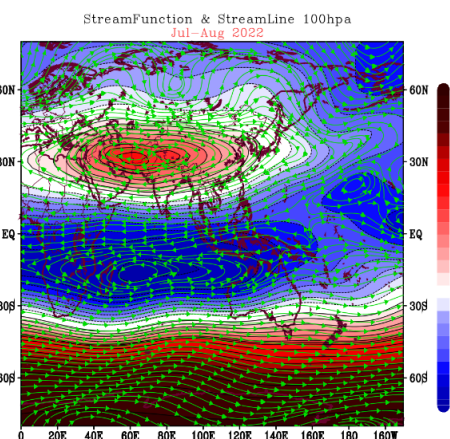 StreamFunction & StreamLine 100hpa
Jul-Aug 2022
60N 60N
30N 30N
EQ EQ
30S 30S
60S 60S
0 20E 40E 60E 80E 100E 120E 140E 160E 180 160W